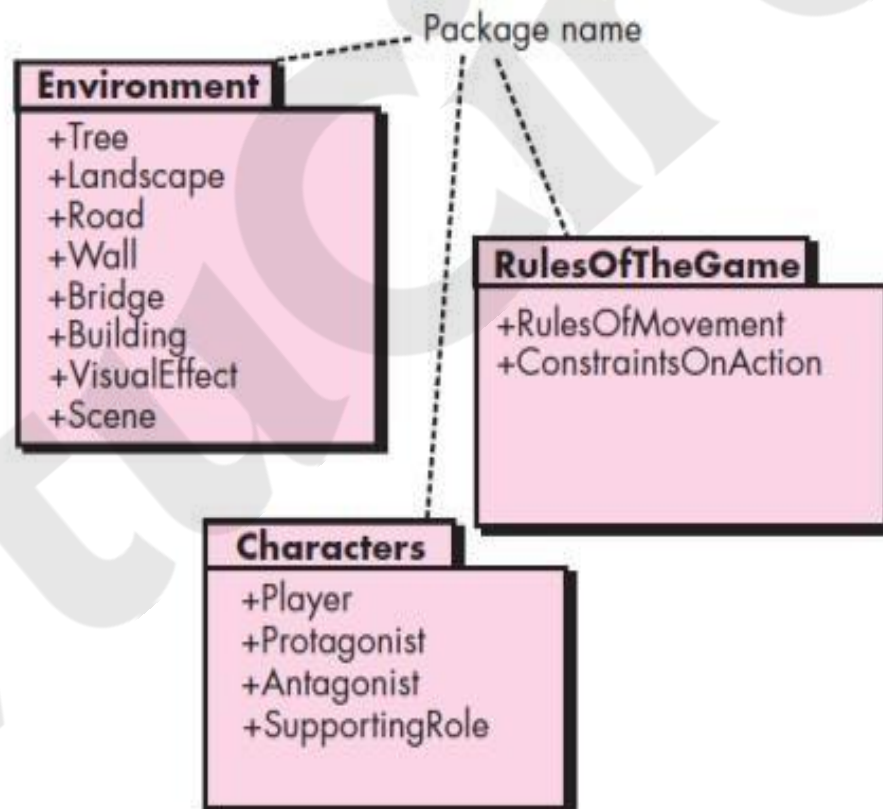 Package name
Environment
+Tree
+Landscape
+Road
+Wall
+Bridge
+Building
+VisualEffect
+Scene
RulesOfTheGame
+RulesOfMovement
+ConstraintsOnAction
Characters
+Player
+Protagonist
+Antagonist
+SupportingRole